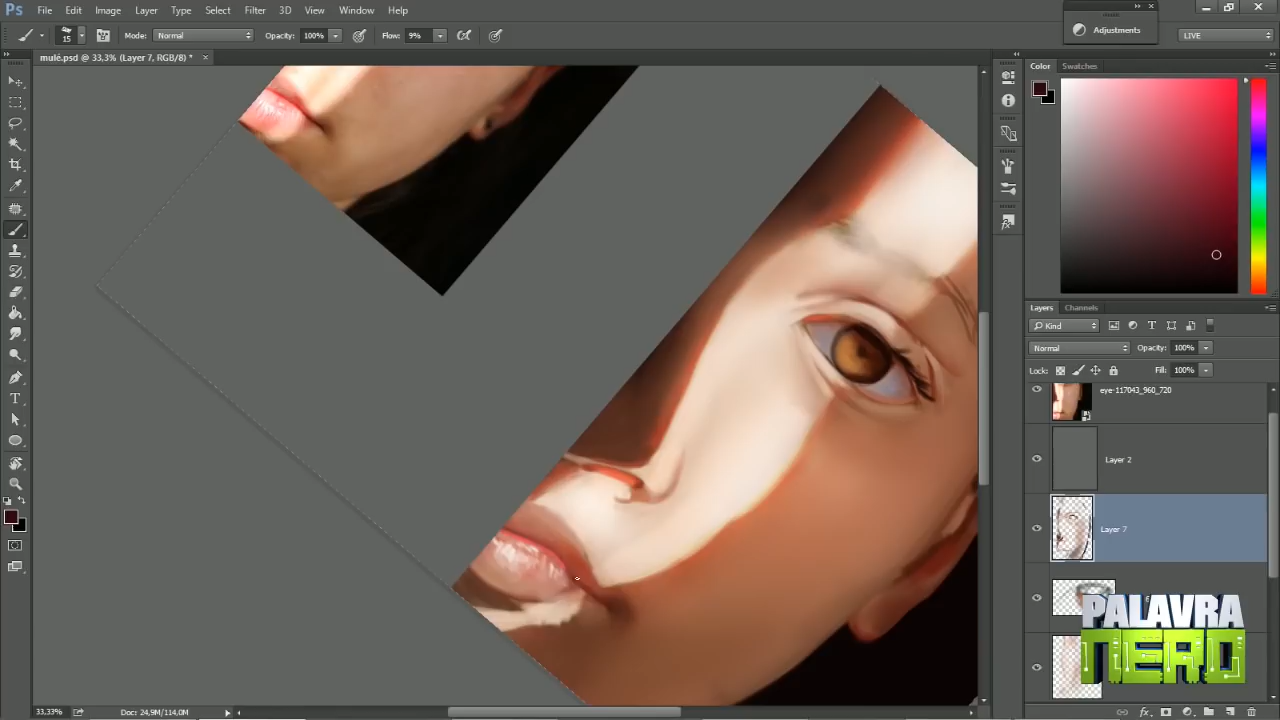 Ps File Edit Image Layer Type Select Filter 3D View Window Help
15 Mode: Normal Opacity: 100% Flow: 9%
Adjustments
LIVE
mulé.psd @ 33,3% (Layer 7, RGB/8) *
Color Swatches
Layers Channels
Kind
Normal Opacity: 100%
Lock: Fill: 100%
eye-117043_960_720
Layer 2
Layer 7
PALAVRA
NERD
33,33% Doc: 24,9M/114,0M